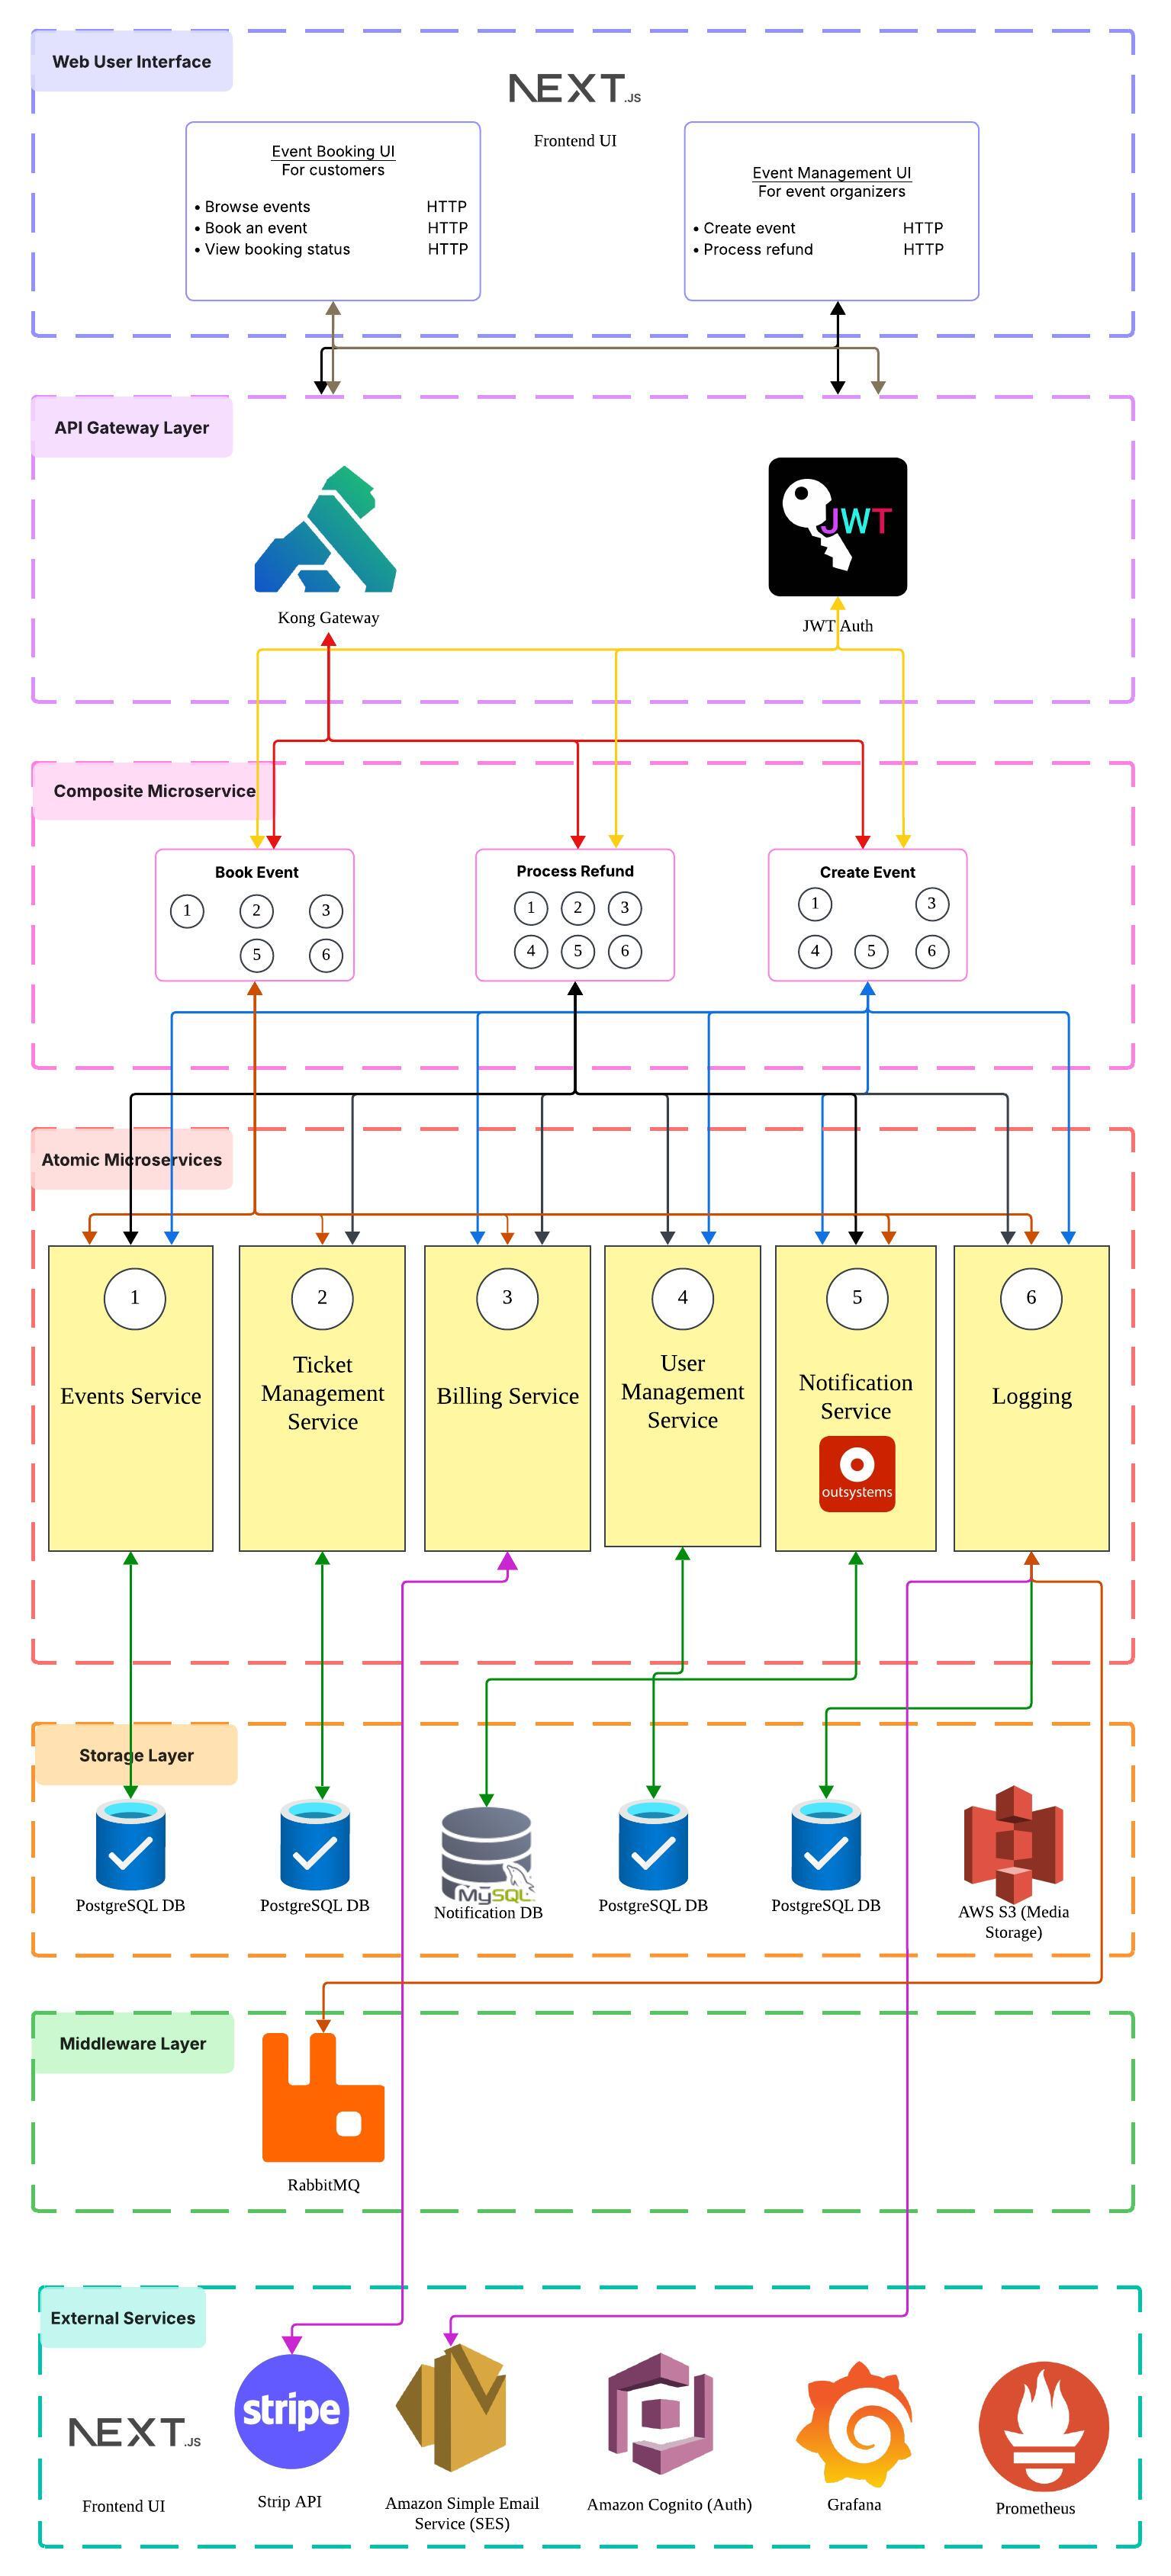 Web User Interface
NEXT.JS
Frontend UI
Event Booking UI
For customers
• Browse events HTTP
• Book an event HTTP
• View booking status HTTP
Event Management UI
For event organizers
• Create event HTTP
• Process refund HTTP
API Gateway Layer
JWT
Kong Gateway
JWT Auth
Composite Microservice
Book Event
1 2 3
5 6
Process Refund
1 2 3
4 5 6
Create Event
1 3
4 5 6
Atomic Microservices
1
Events Service
2
Ticket
Management
Service
3
Billing Service
4
User
Management
Service
5
Notification
Service
outsystems
6
Logging
Storage Layer
PostgreSQL DB
PostgreSQL DB
MySQL
Notification DB
PostgreSQL DB
PostgreSQL DB
AWS S3 (Media
Storage)
Middleware Layer
RabbitMQ
External Services
NEXT.JS
Frontend UI
stripe
Strip API
Amazon Simple Email
Service (SES)
Amazon Cognito (Auth)
Grafana
Prometheus